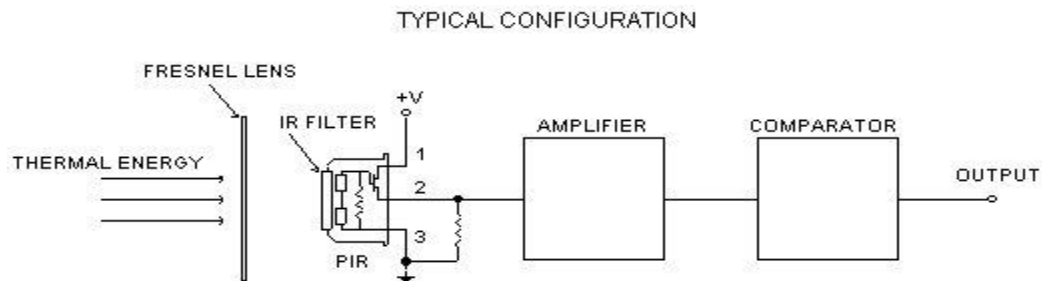 TYPICAL CONFIGURATION
FRESNEL LENS
IR FILTER
+V
AMPLIFIER
COMPARATOR
THERMAL ENERGY
1
2
3
OUTPUT
PIR